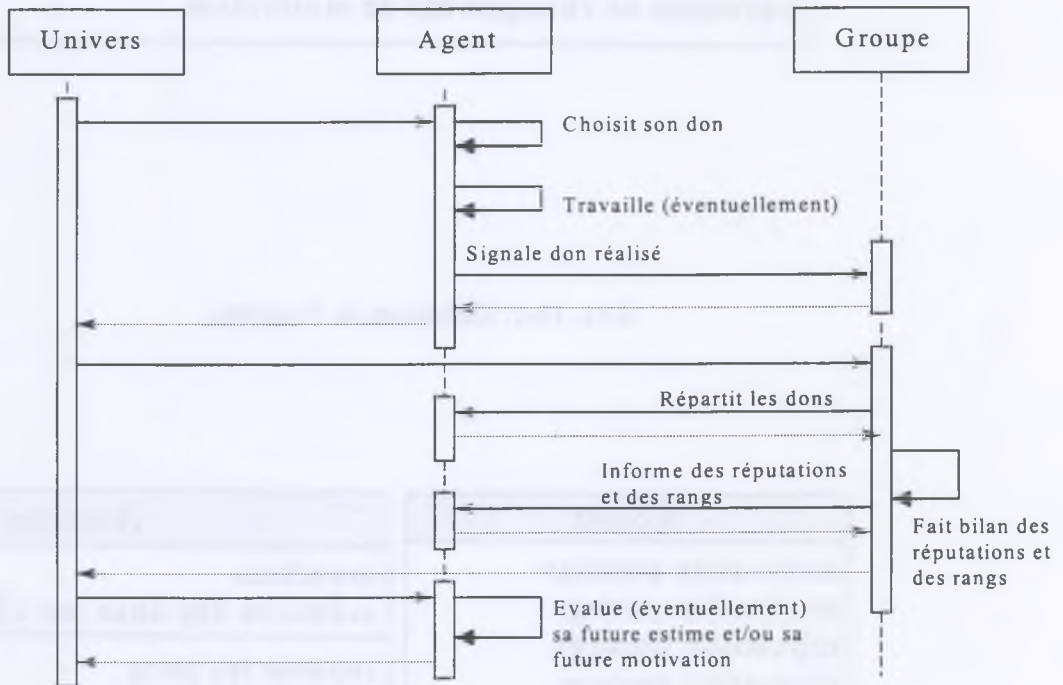 Univers
Agent
Groupe
Choisit son don
Travaille (éventuellement)
Signale don réalisé
Répartit les dons
Informe des réputations
et des rangs
Fait bilan des
réputations et
des rangs
Evalue (éventuellement)
sa future estime et/ou sa
future motivation